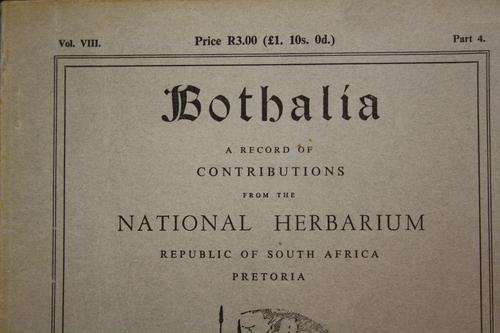 Vol. VIII. Price R3.00 (£1. 10s. 0d.) Part 4.
Bothalia
A RECORD OF
CONTRIBUTIONS
FROM THE
NATIONAL HERBARIUM
REPUBLIC OF SOUTH AFRICA
PRETORIA